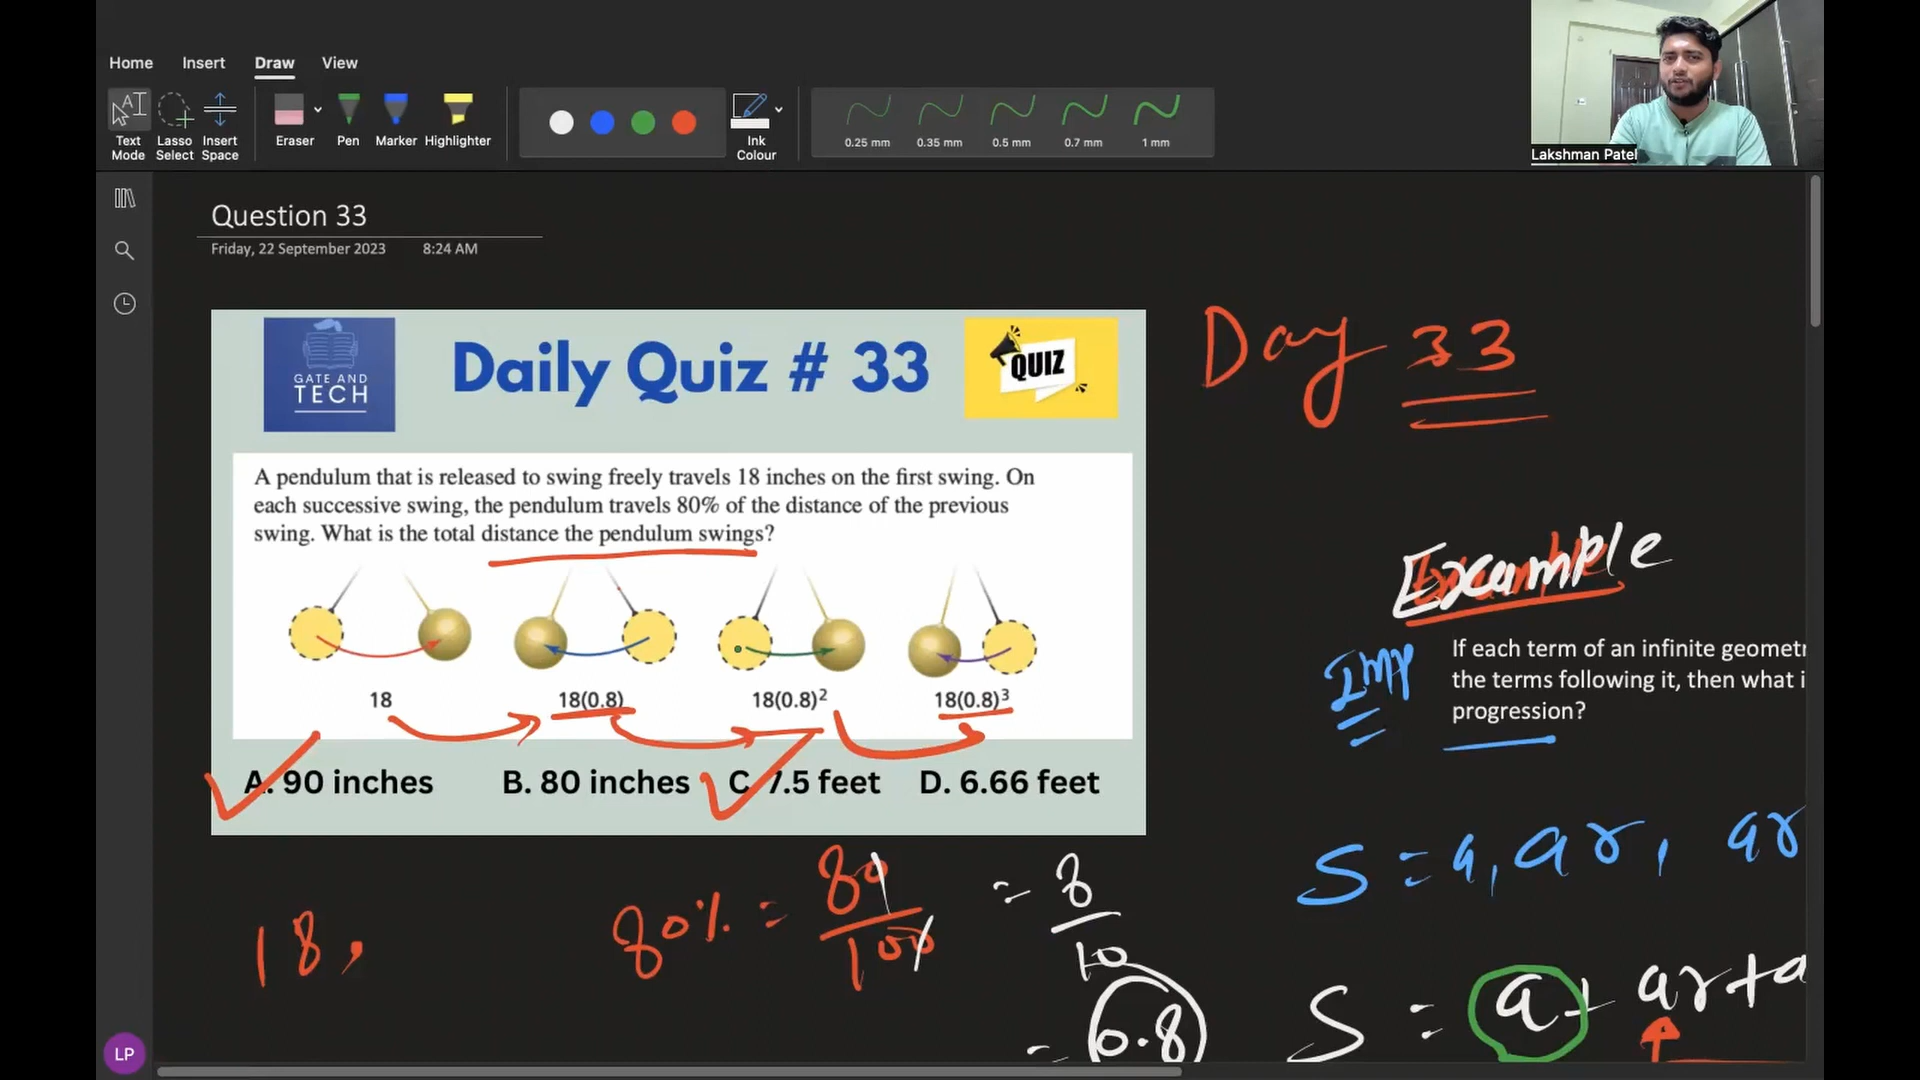 Home Insert Draw View
Text Mode
Lasso Select
Insert Space
Eraser
Pen
Marker
Highlighter
Ink Colour
0.25 mm 0.35 mm 0.5 mm 0.7 mm 1 mm
Lakshman Patel
Question 33
Friday, 22 September 2023 8:24 AM
GATE AND
TECH
Daily Quiz # 33
QUIZ
Day 33
A pendulum that is released to swing freely travels 18 inches on the first swing. On
each successive swing, the pendulum travels 80% of the distance of the previous
swing. What is the total distance the pendulum swings?
18 18(0.8) 18(0.8)² 18(0.8)³
A. 90 inches B. 80 inches C. 7.5 feet D. 6.66 feet
Example
Imp
If each term of an infinite geometr
the terms following it, then what i
progression?
S = a, ar, ar
18, 80% = 80/100 = 8/10
= 0.8
S = a + ar + a
LP